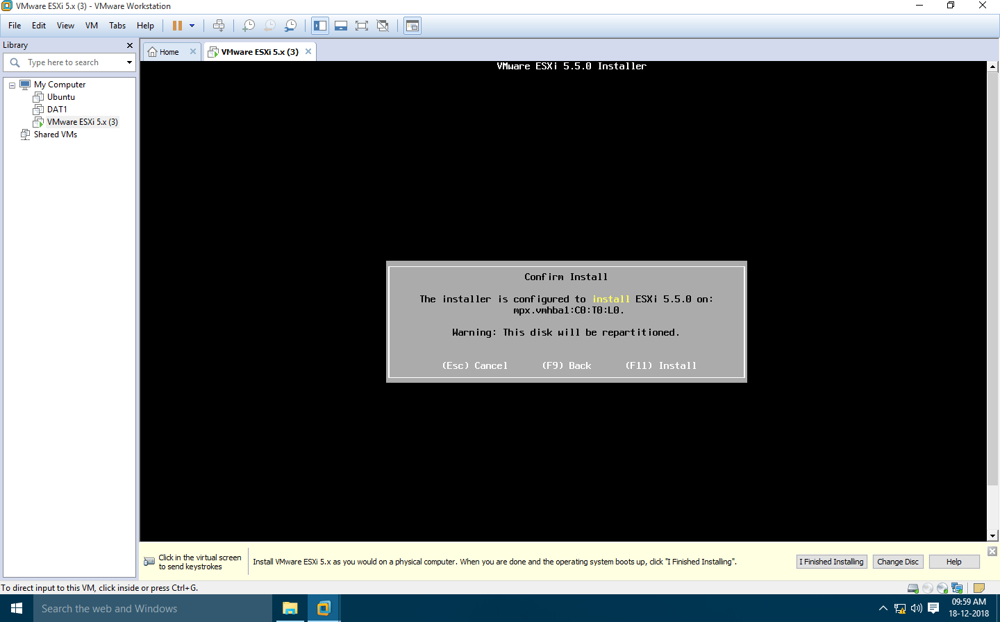 VMware ESXi 5.x (3) - VMware Workstation
File Edit View VM Tabs Help
Library
Type here to search
My Computer
Ubuntu
DAT1
VMware ESXi 5.x (3)
Shared VMs
Home
VMware ESXi 5.x (3)
VMware ESXi 5.5.0 Installer
Confirm Install
The installer is configured to install ESXi 5.5.0 on:
mpx.vmhba1:C0:T0:L0.
Warning: This disk will be repartitioned.
(Esc) Cancel (F9) Back (F11) Install
Click in the virtual screen
to send keystrokes
Install VMware ESXi 5.x as you would on a physical computer. When you are done and the operating system boots up, click "I Finished Installing".
I Finished Installing Change Disc Help
To direct input to this VM, click inside or press Ctrl+G.
Search the web and Windows
09:59 AM
18-12-2018